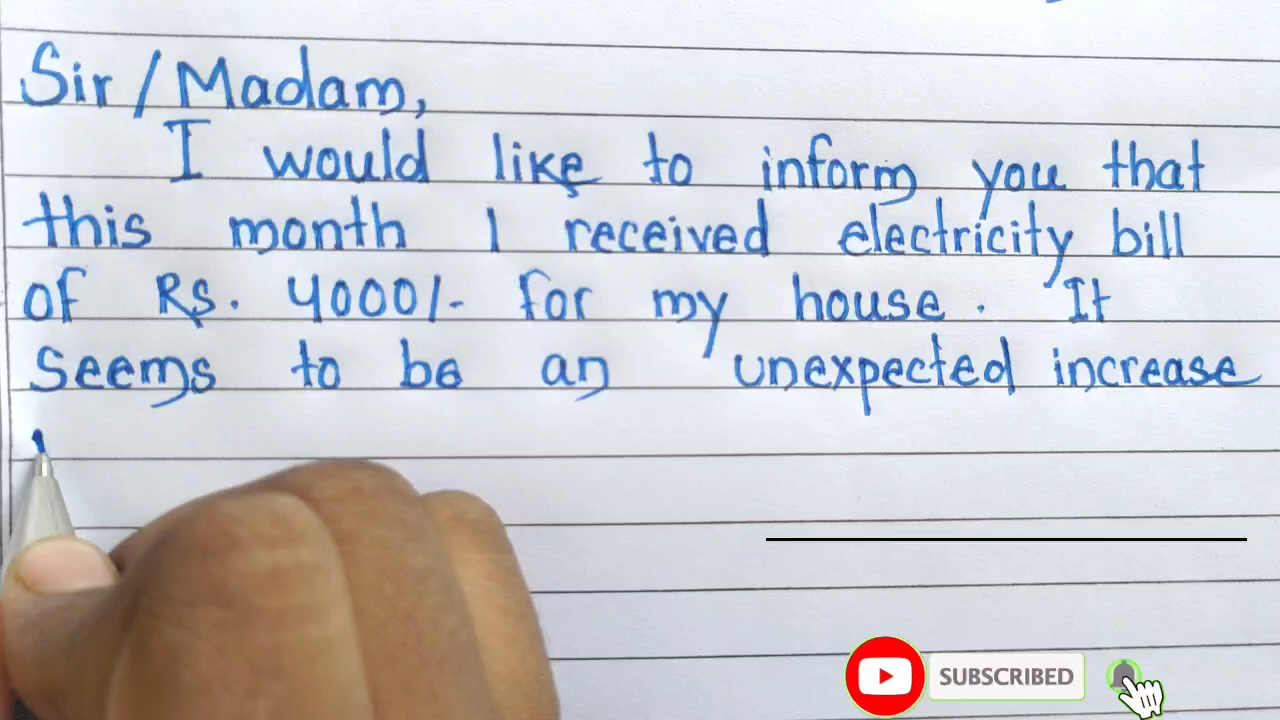 Sir/Madam,
I would like to inform you that
this month I received electricity bill
of Rs. 4000/- for my house. It
seems to be an unexpected increase
SUBSCRIBED